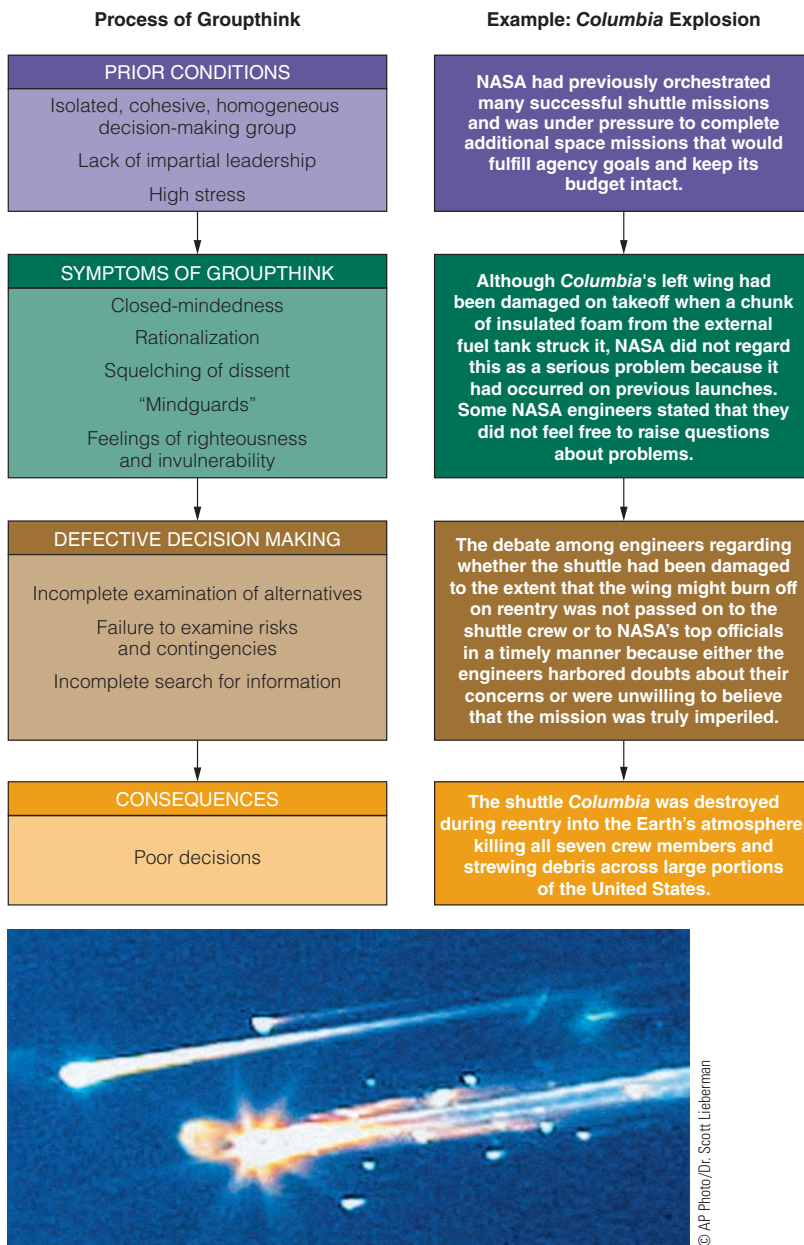 Process of Groupthink
PRIOR CONDITIONS
Isolated, cohesive, homogeneous
decision-making group
Lack of impartial leadership
High stress
SYMPTOMS OF GROUPTHINK
Closed-mindedness
Rationalization
Squelching of dissent
“Mindguards”
Feelings of righteousness
and invulnerability
DEFECTIVE DECISION MAKING
Incomplete examination of alternatives
Failure to examine risks
and contingencies
Incomplete search for information
CONSEQUENCES
Poor decisions
Example: Columbia Explosion
NASA had previously orchestrated
many successful shuttle missions
and was under pressure to complete
additional space missions that would
fulfill agency goals and keep its
budget intact.
Although Columbia's left wing had
been damaged on takeoff when a chunk
of insulated foam from the external
fuel tank struck it, NASA did not regard
this as a serious problem because it
had occurred on previous launches.
Some NASA engineers stated that they
did not feel free to raise questions
about problems.
The debate among engineers regarding
whether the shuttle had been damaged
to the extent that the wing might burn off
on reentry was not passed on to the
shuttle crew or to NASA’s top officials
in a timely manner because either the
engineers harbored doubts about their
concerns or were unwilling to believe
that the mission was truly imperiled.
The shuttle Columbia was destroyed
during reentry into the Earth’s atmosphere,
killing all seven crew members and
strewing debris across large portions
of the United States.
© AP Photo/Dr. Scott Lieberman